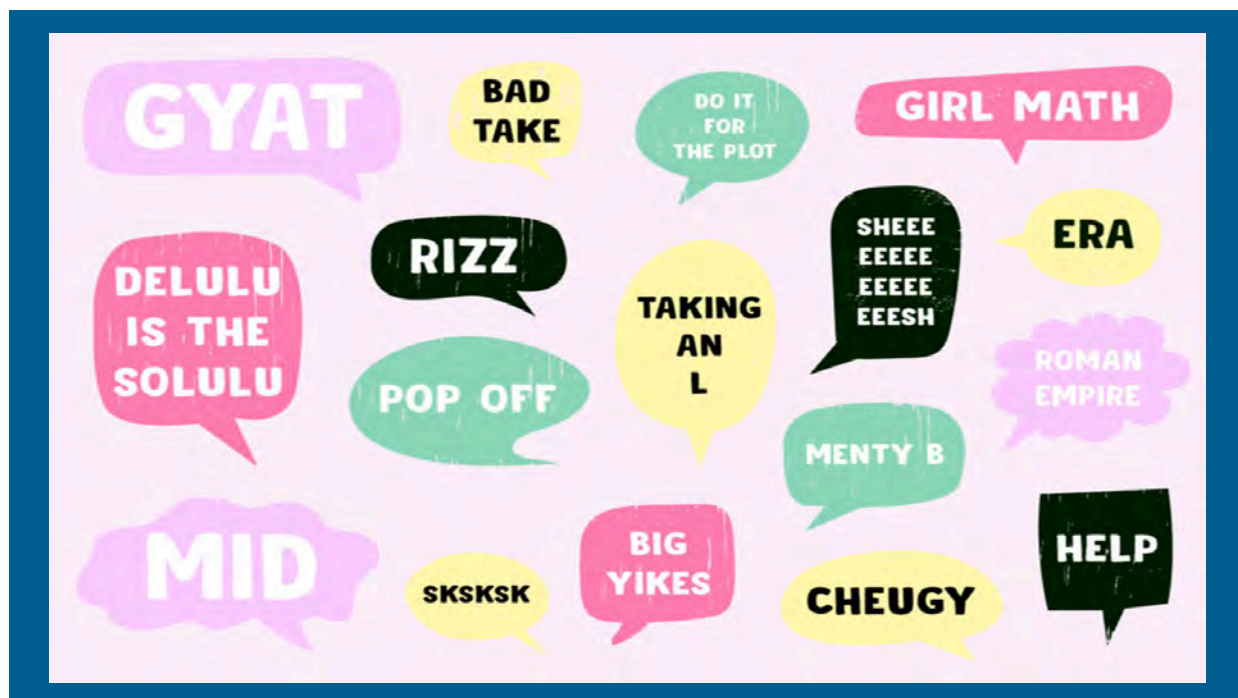 GYAT
BAD
TAKE
DO IT
FOR
THE PLOT
GIRL MATH
DELULU
IS THE
SOLULU
RIZZ
TAKING
AN
L
SHEEE
EEEEE
EEEEE
EEESH
ERA
POP OFF
ROMAN
EMPIRE
MENTY B
MID
SKSKSK
BIG
YIKES
CHEUGY
HELP